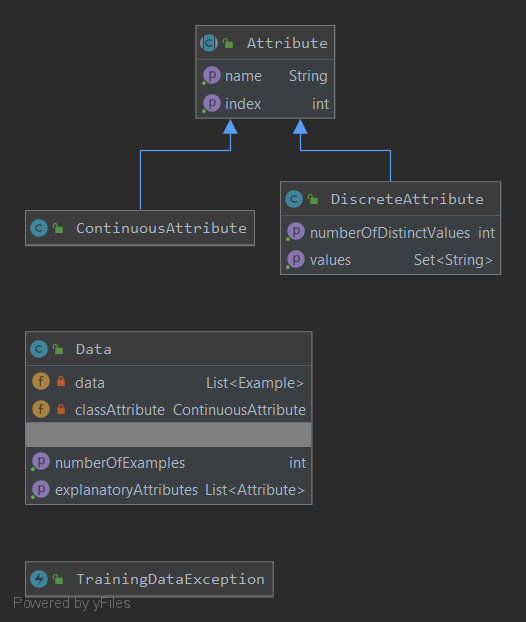 Attribute
name String
index int
ContinuousAttribute
DiscreteAttribute
numberOfDistinctValues int
values Set<String>
Data
data List<Example>
classAttribute ContinuousAttribute
numberOfExamples int
explanatoryAttributes List<Attribute>
TrainingDataException
Powered by yFiles